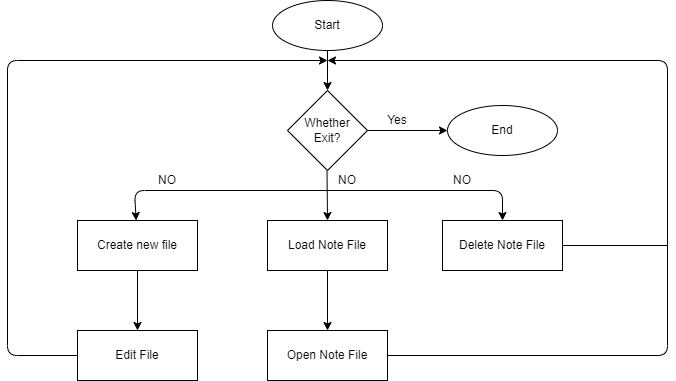 Start
Whether
Exit?
Yes
End
NO
NO
NO
Create new file
Load Note File
Delete Note File
Edit File
Open Note File